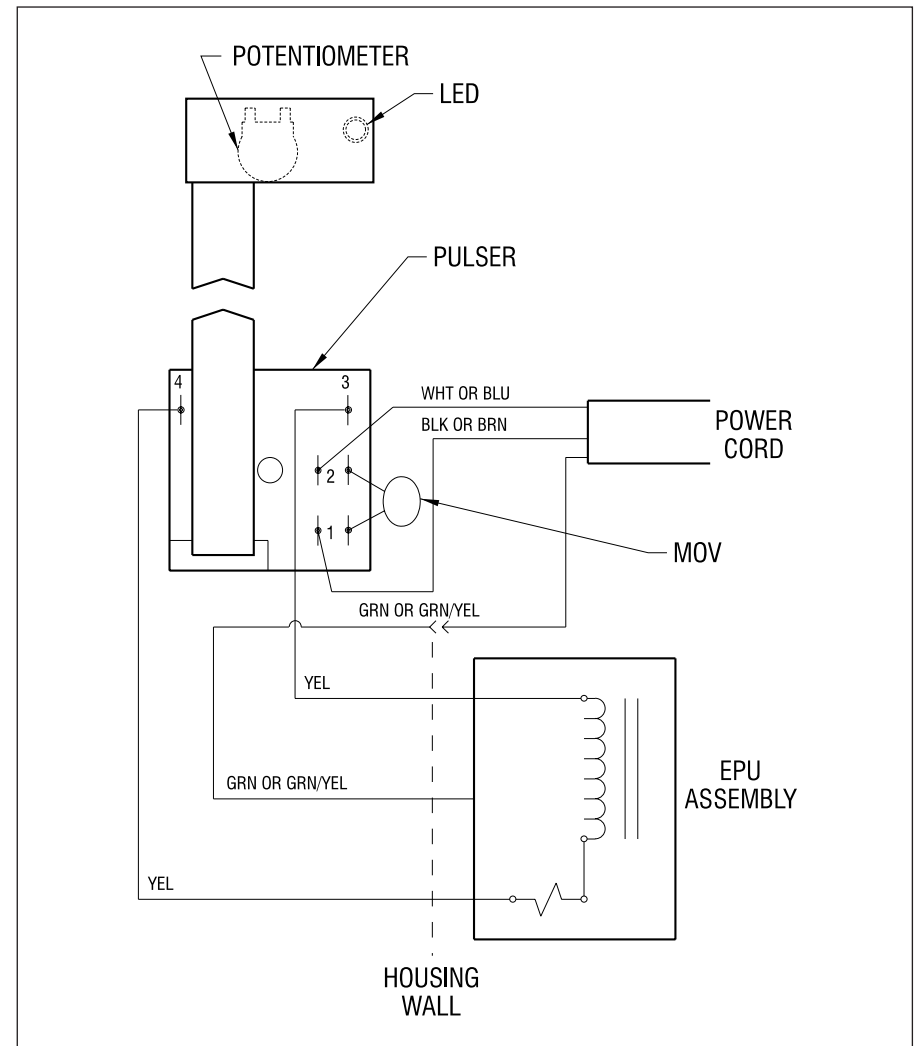 POTENTIOMETER
LED
PULSER
4
3
WHT OR BLU
BLK OR BRN
POWER
CORD
2
1
MOV
GRN OR GRN/YEL
YEL
GRN OR GRN/YEL
EPU
ASSEMBLY
YEL
HOUSING
WALL